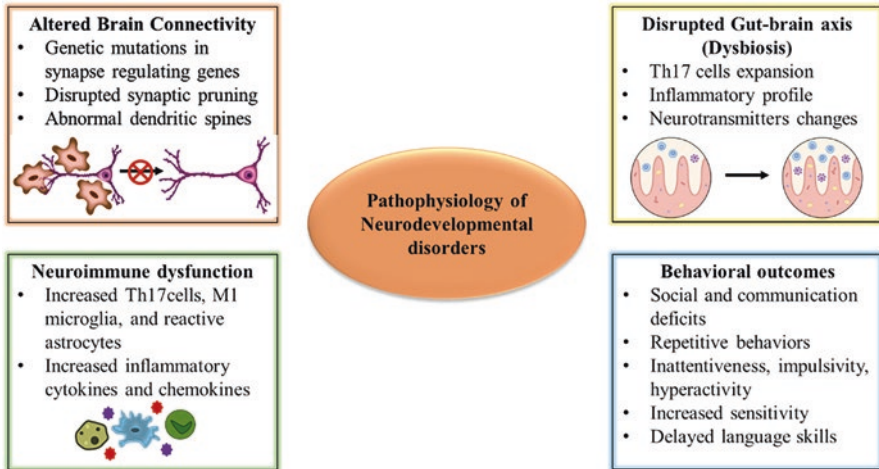 Altered Brain Connectivity
• Genetic mutations in
synapse regulating genes
• Disrupted synaptic pruning
• Abnormal dendritic spines
Disrupted Gut-brain axis
(Dysbiosis)
• Th17 cells expansion
• Inflammatory profile
• Neurotransmitters changes
Pathophysiology of
Neurodevelopmental
disorders
Neuroimmune dysfunction
• Increased Th17cells, M1
microglia, and reactive
astrocytes
• Increased inflammatory
cytokines and chemokines
Behavioral outcomes
• Social and communication
deficits
• Repetitive behaviors
• Inattentiveness, impulsivity,
hyperactivity
• Increased sensitivity
• Delayed language skills